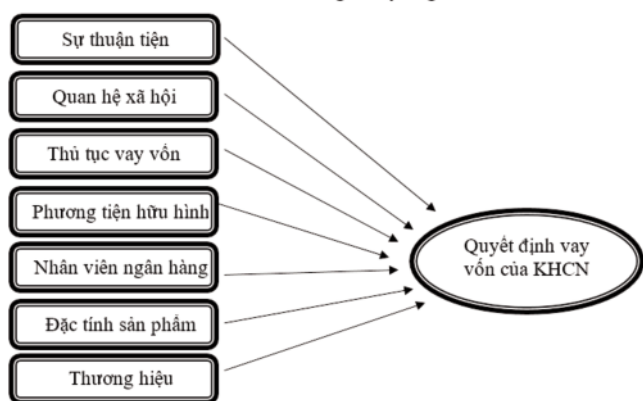 Sự thuận tiện
Quan hệ xã hội
Thủ tục vay vốn
Phương tiện hữu hình
Nhân viên ngân hàng
Đặc tính sản phẩm
Thương hiệu
Quyết định vay
vốn của KHCN